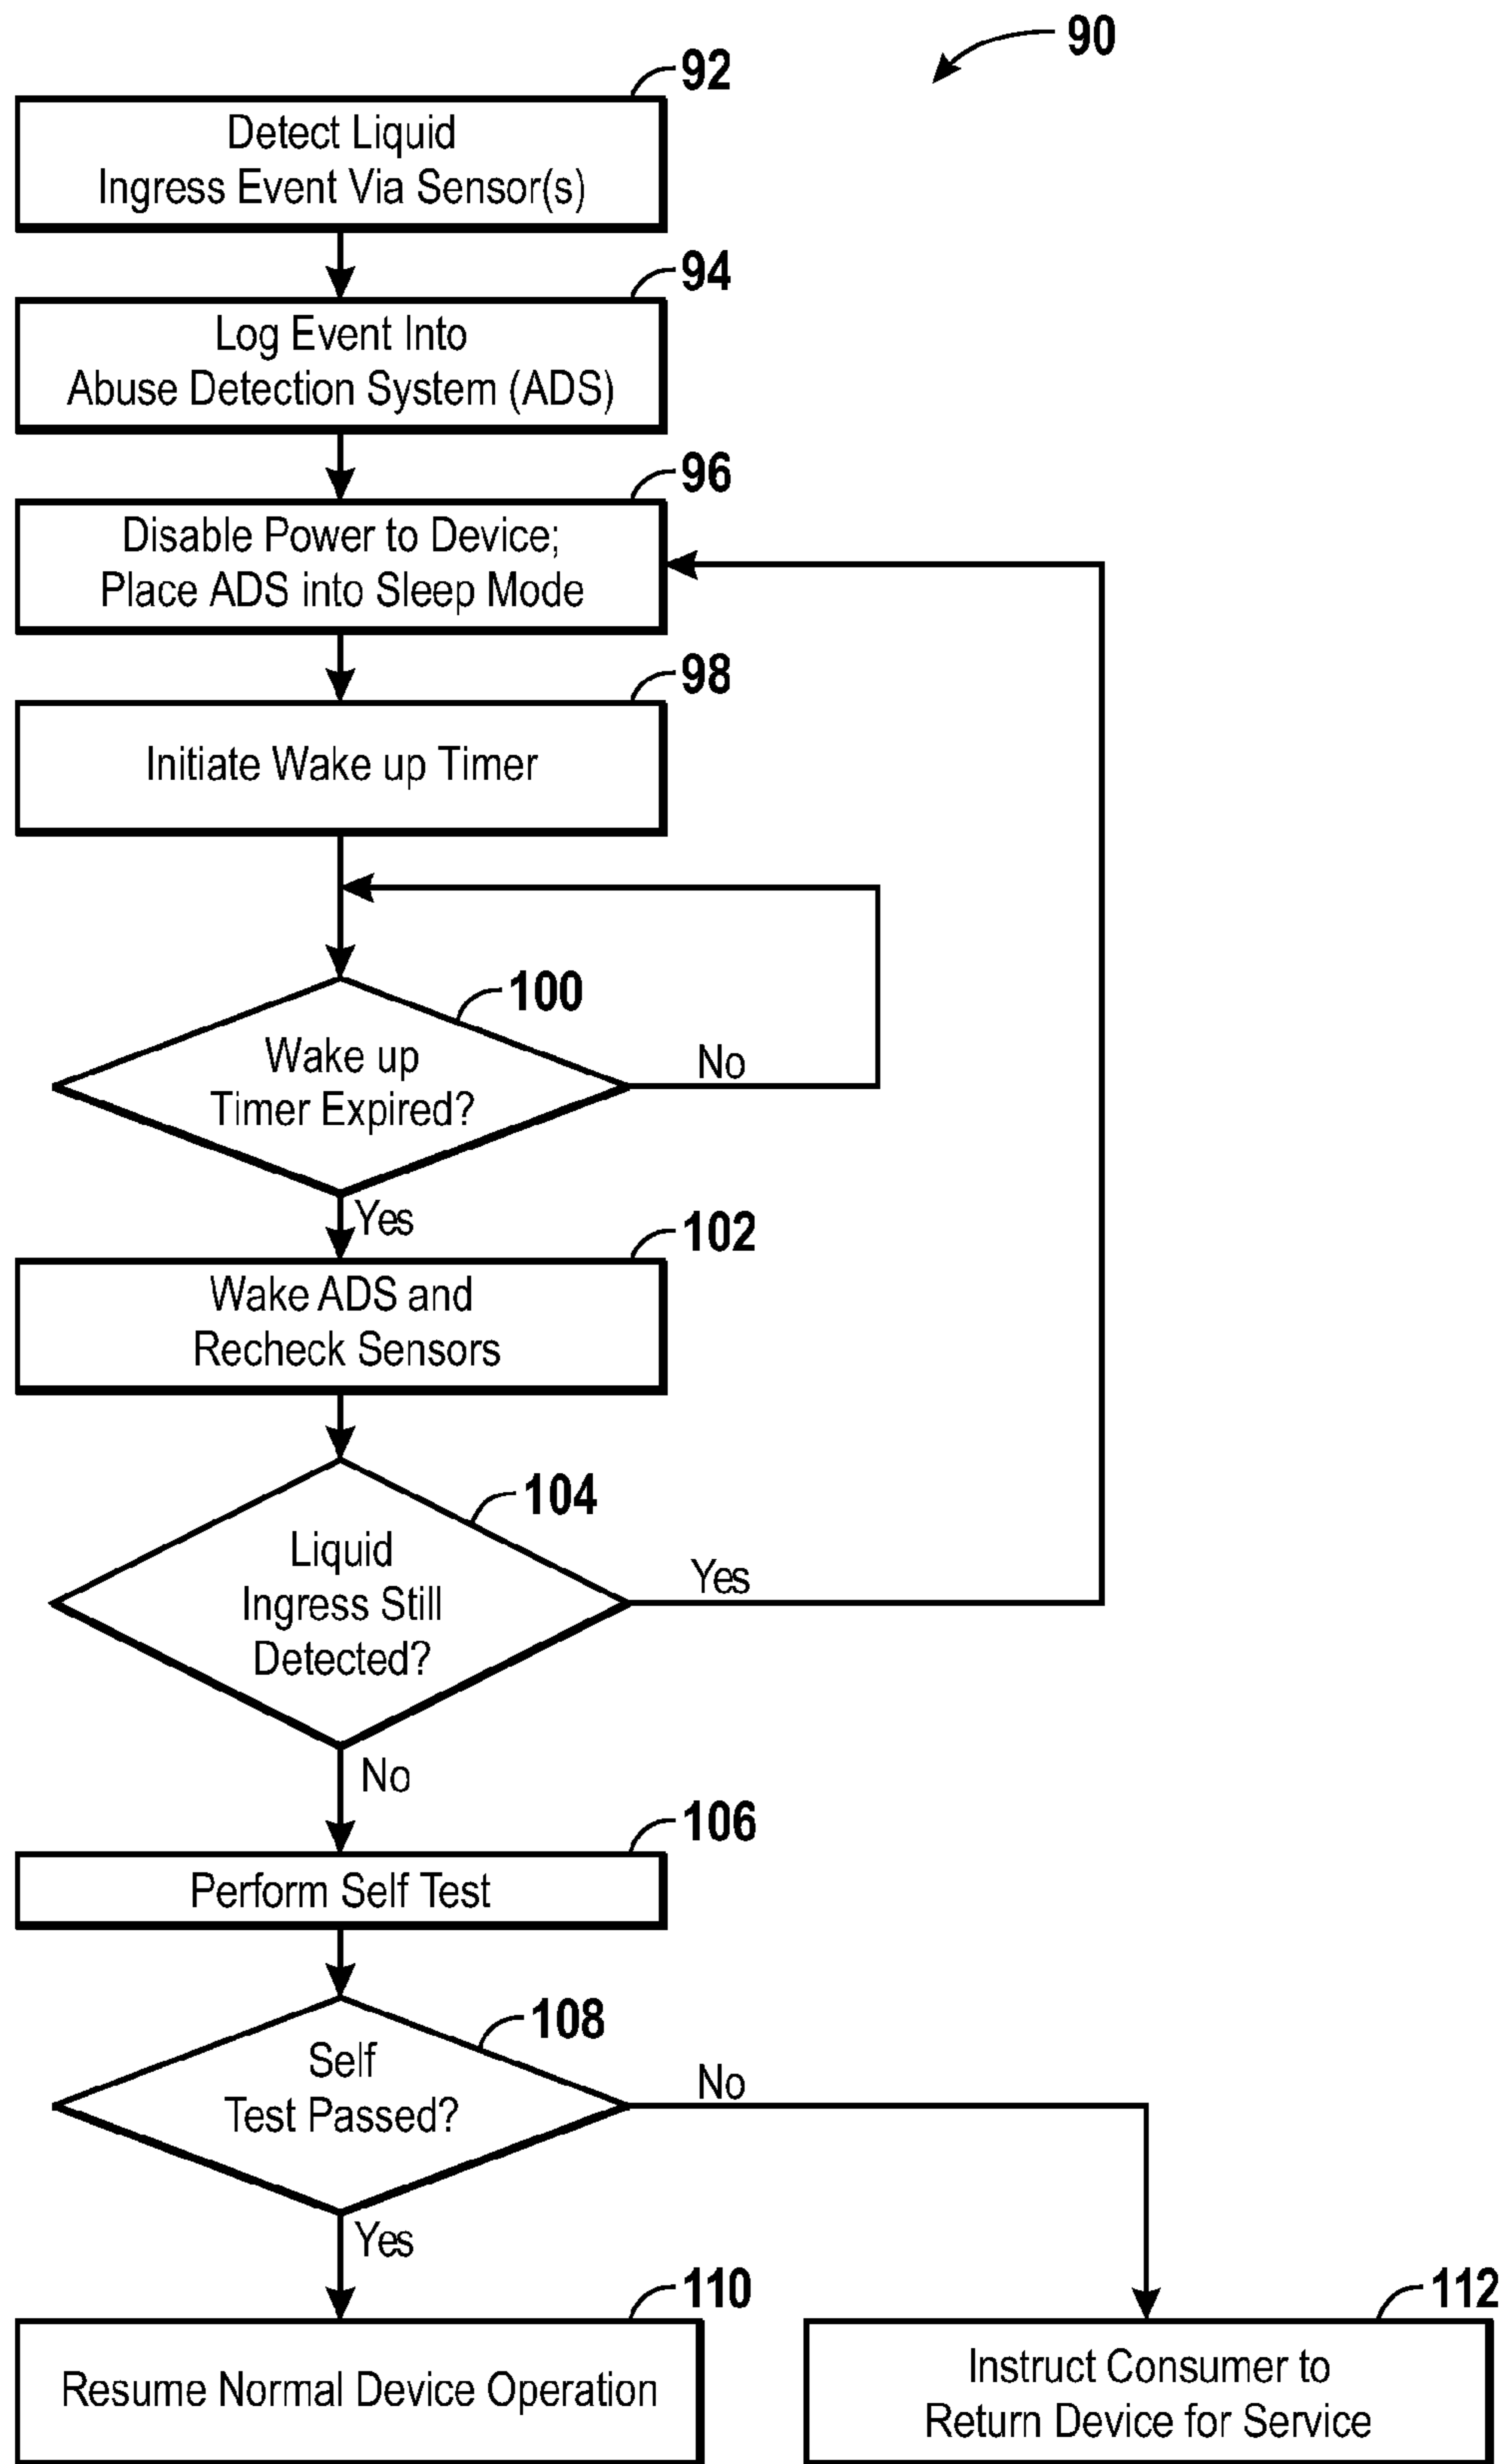 90
92
Detect Liquid
Ingress Event Via Sensor(s)
94
Log Event Into
Abuse Detection System (ADS)
96
Disable Power to Device;
Place ADS into Sleep Mode
98
Initiate Wake up Timer
100
Wake up
Timer Expired?
No
Yes
102
Wake ADS and
Recheck Sensors
104
Liquid
Ingress Still
Detected?
Yes
No
106
Perform Self Test
108
Self
Test Passed?
No
Yes
110
Resume Normal Device Operation
112
Instruct Consumer to
Return Device for Service